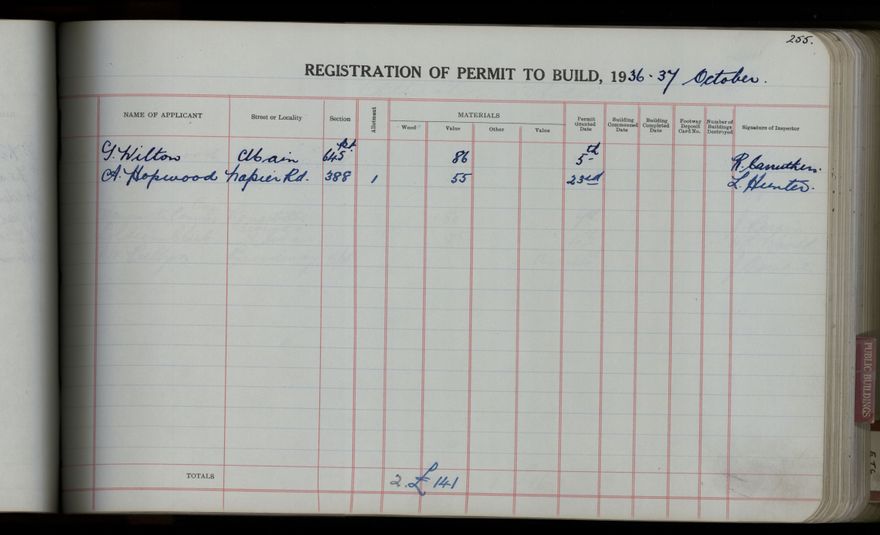 255.
REGISTRATION OF PERMIT TO BUILD, 1936-37 October.
NAME OF APPLICANT Street or Locality Section Allotment MATERIALS Wood Value Other Value Permit Granted Date Building Commenced Date Building Completed Date Footway Deposit Card No. Number of Buildings Destroyed Signature of Inspector
G. Wilton Main 645 pt 86 5th R. Carruthers.
A. Hopwood Napier Rd. 388 1 55 23rd L. Hunter.
TOTALS 2. £ 141
PUBLIC BUILDINGS